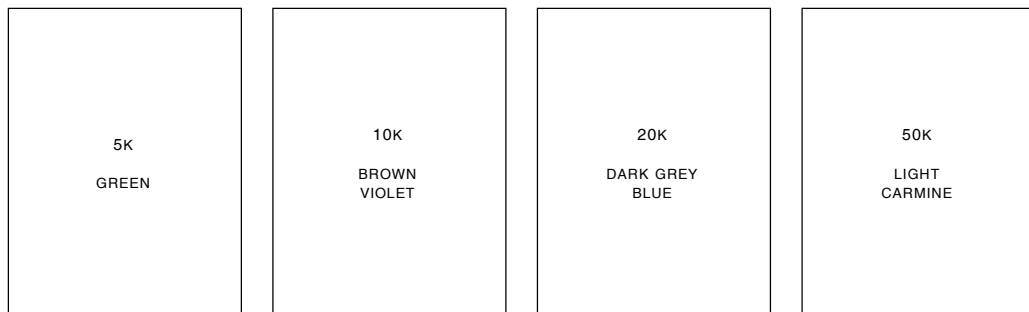 5K
GREEN
10K
BROWN
VIOLET
20K
DARK GREY
BLUE
50K
LIGHT
CARMINE